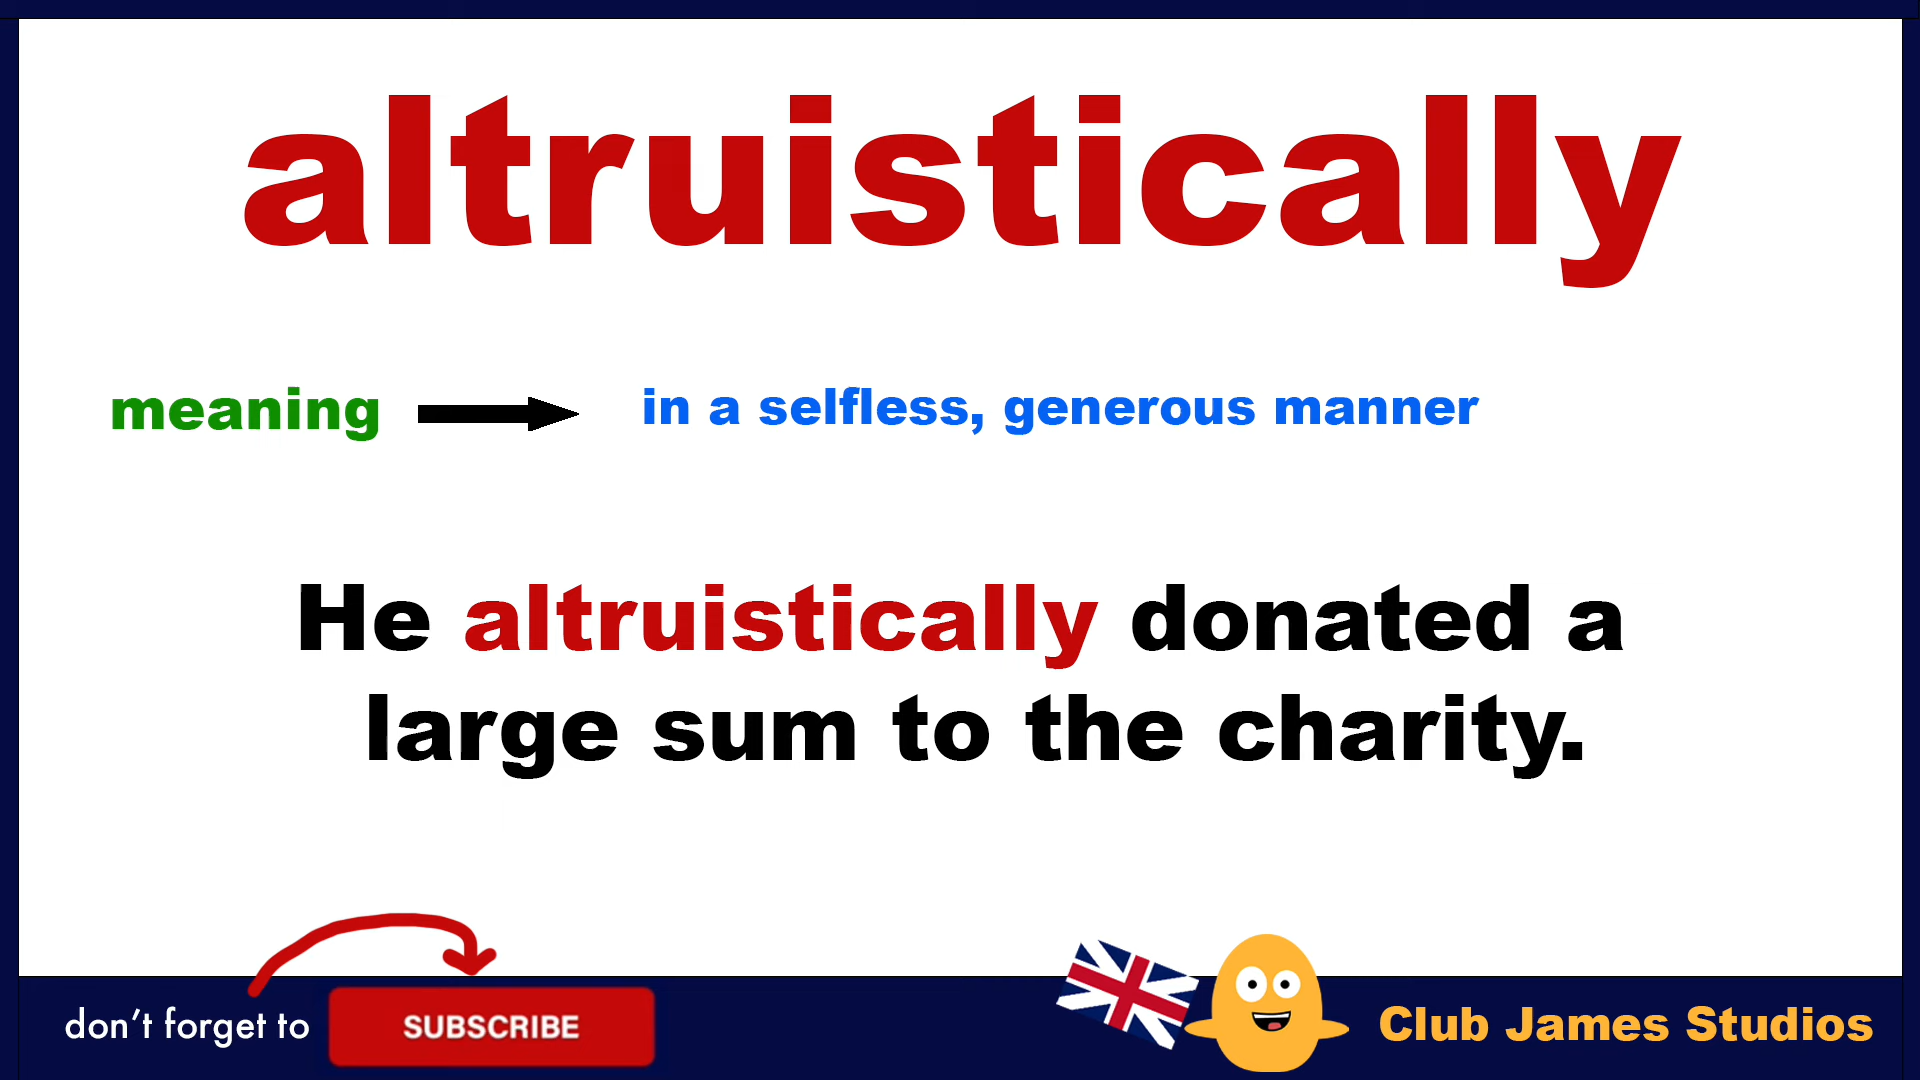 altruistically
meaning in a selfless, generous manner
He altruistically donated a
large sum to the charity.
don't forget to SUBSCRIBE
Club James Studios